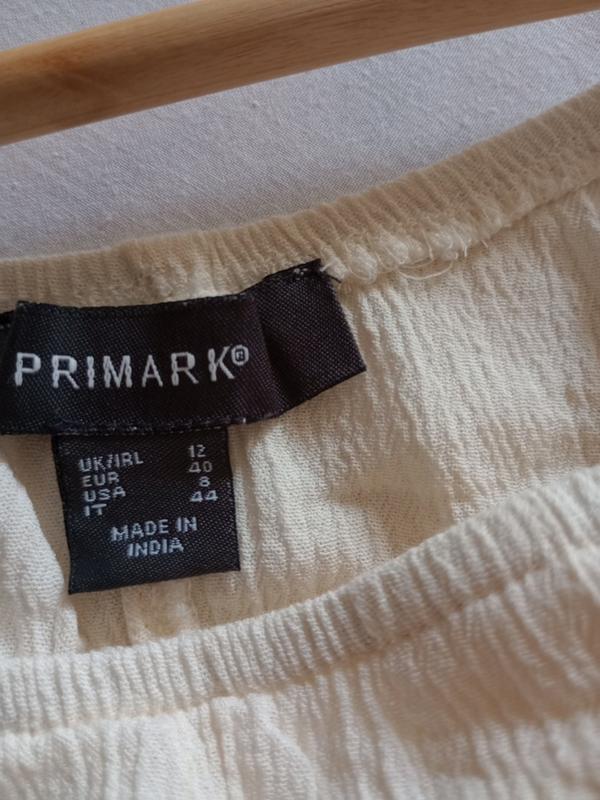 PRIMARK®
UK/IRL 12
EUR 40
USA 8
IT 44
MADE IN
INDIA